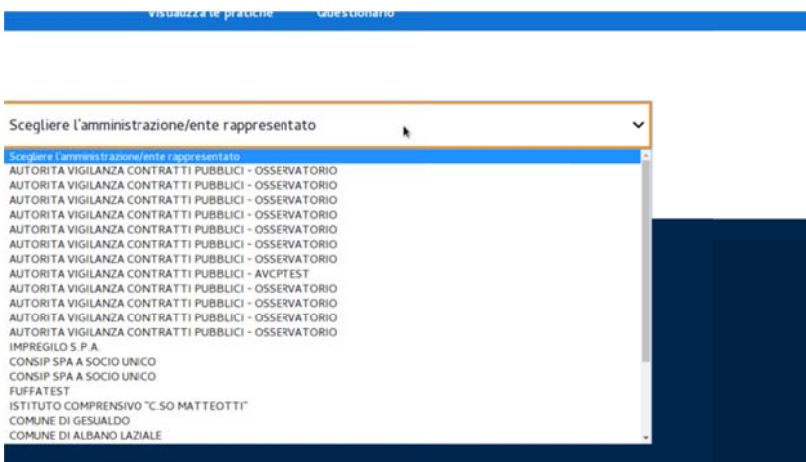 Visualizza le pratiche Questionario
Scegliere l'amministrazione/ente rappresentato
Scegliere l'amministrazione/ente rappresentato
AUTORITA VIGILANZA CONTRATTI PUBBLICI - OSSERVATORIO
AUTORITA VIGILANZA CONTRATTI PUBBLICI - OSSERVATORIO
AUTORITA VIGILANZA CONTRATTI PUBBLICI - OSSERVATORIO
AUTORITA VIGILANZA CONTRATTI PUBBLICI - OSSERVATORIO
AUTORITA VIGILANZA CONTRATTI PUBBLICI - OSSERVATORIO
AUTORITA VIGILANZA CONTRATTI PUBBLICI - OSSERVATORIO
AUTORITA VIGILANZA CONTRATTI PUBBLICI - OSSERVATORIO
AUTORITA VIGILANZA CONTRATTI PUBBLICI - AVCPTEST
AUTORITA VIGILANZA CONTRATTI PUBBLICI - OSSERVATORIO
AUTORITA VIGILANZA CONTRATTI PUBBLICI - OSSERVATORIO
AUTORITA VIGILANZA CONTRATTI PUBBLICI - OSSERVATORIO
AUTORITA VIGILANZA CONTRATTI PUBBLICI - OSSERVATORIO
IMPREGILO S.P.A.
CONSIP SPA A SOCIO UNICO
CONSIP SPA A SOCIO UNICO
FUFFATEST
ISTITUTO COMPRENSIVO "C.SO MATTEOTTI"
COMUNE DI GESUALDO
COMUNE DI ALBANO LAZIALE